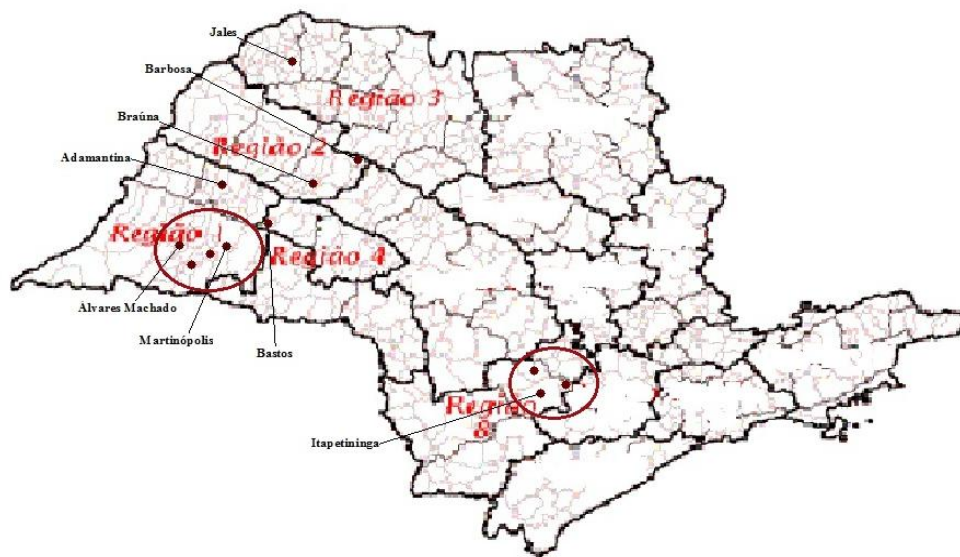 Jales
Barbosa
Região 3
Braúna
Região 2
Adamantina
Região 1
Região 4
Álvares Machado
Martinópolis
Bastos
Região
8
Itapetininga